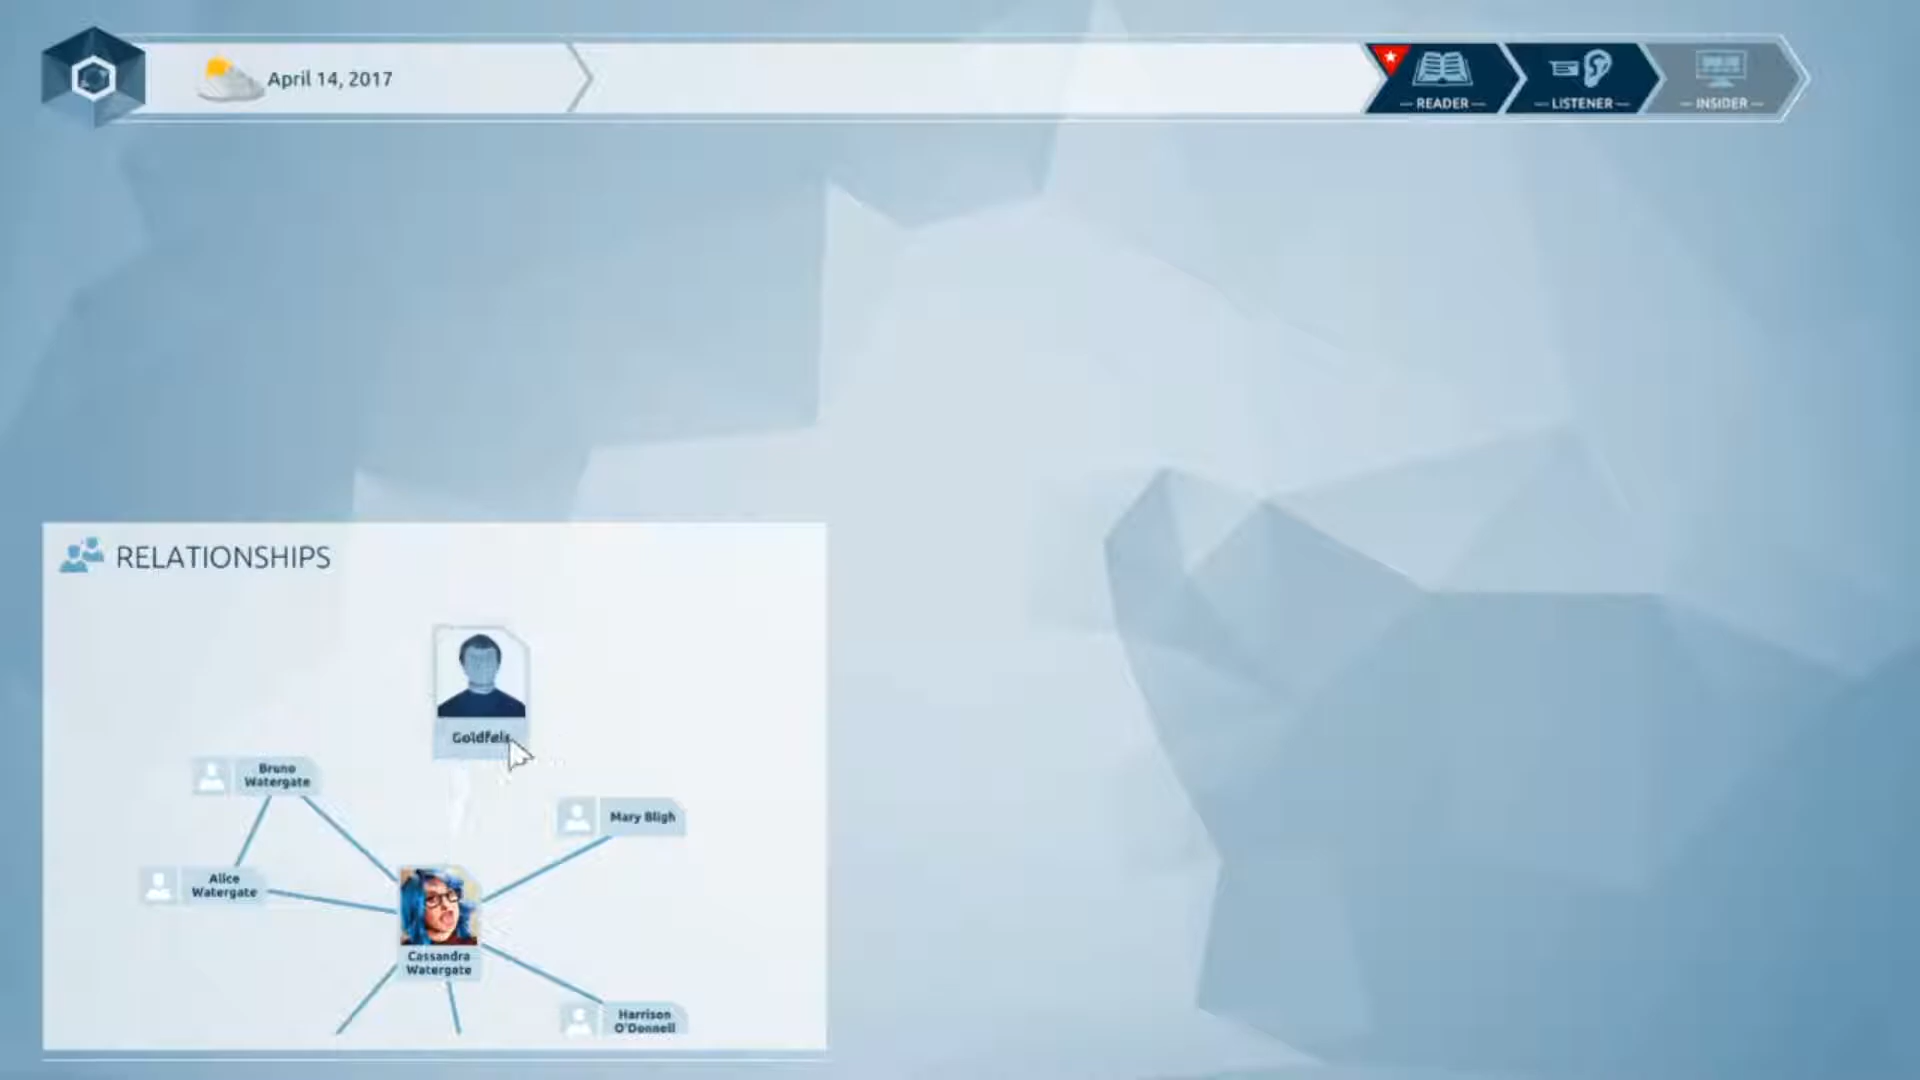 April 14, 2017
READER
LISTENER
INSIDER
RELATIONSHIPS
Goldfels
Bruno
Watergate
Mary Bligh
Alice
Watergate
Cassandra
Watergate
Harrison
O'Donnell